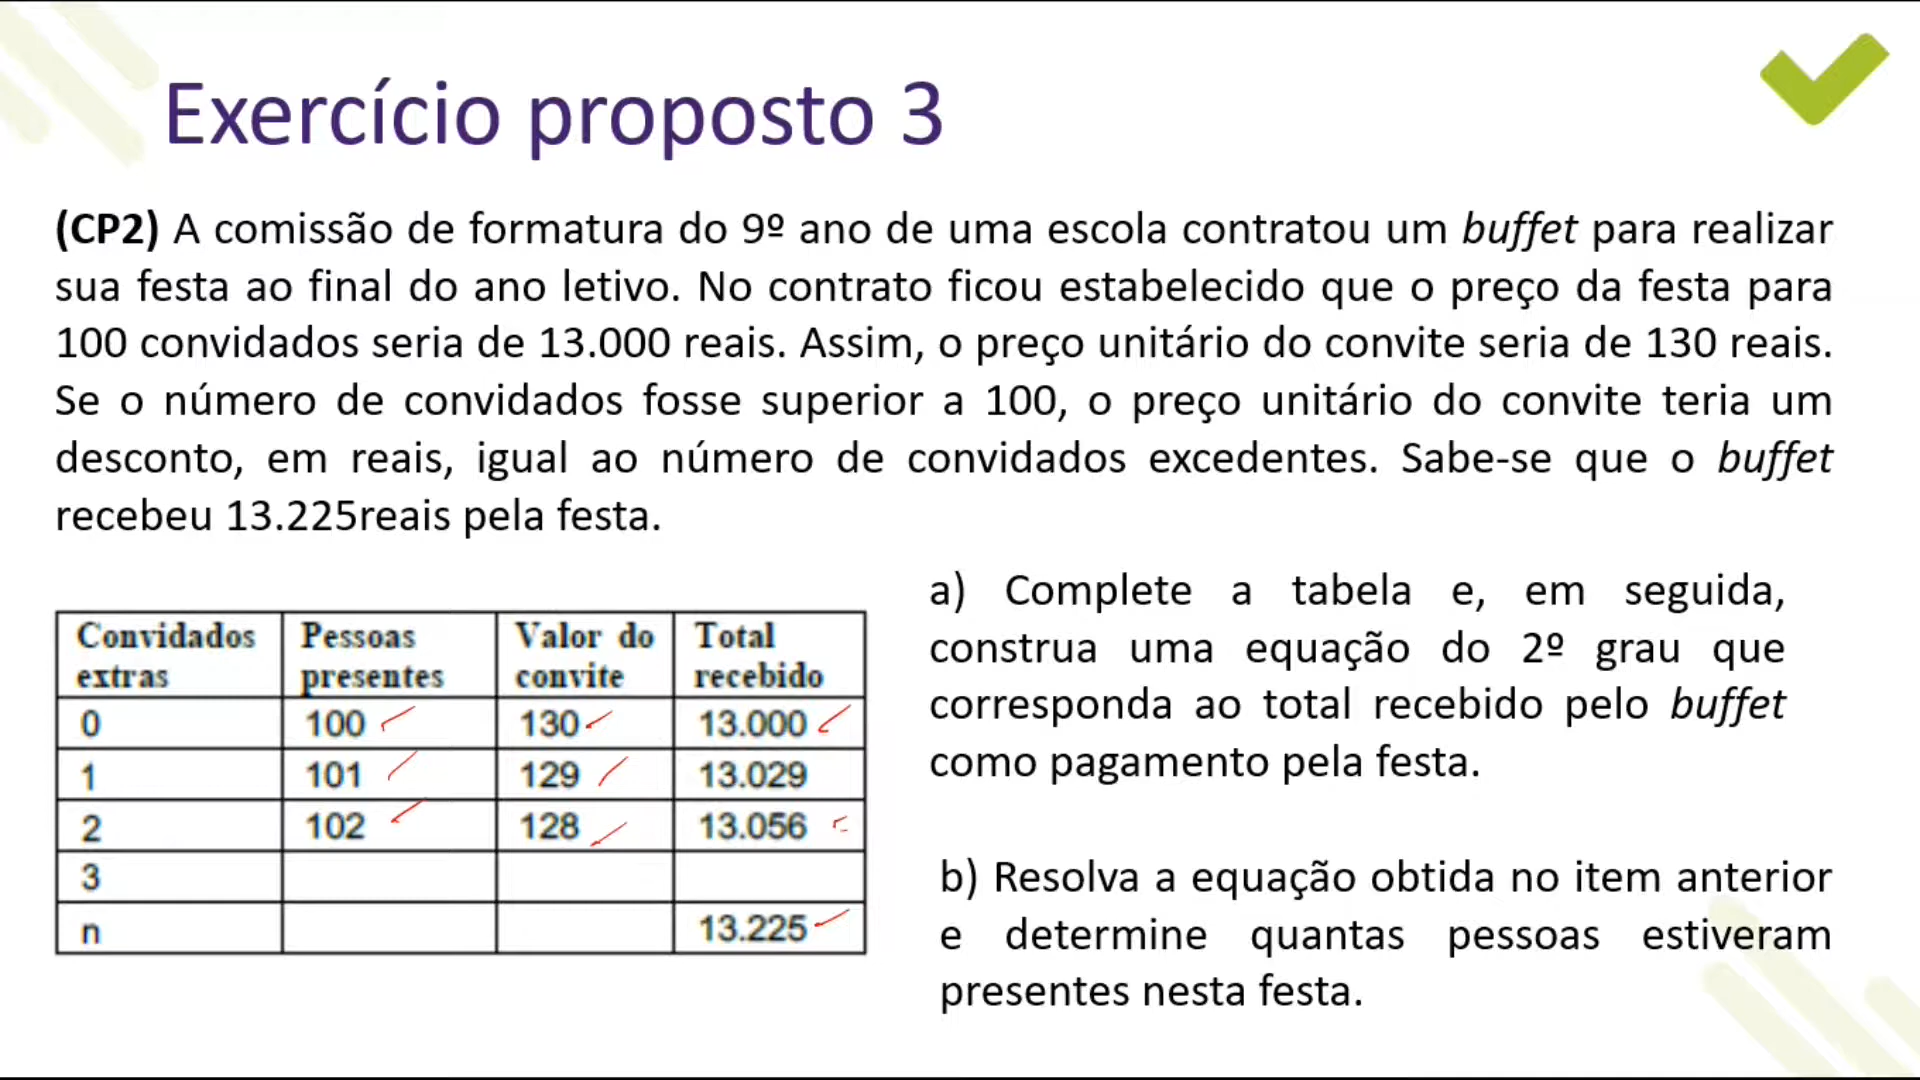 Exercício proposto 3
(CP2) A comissão de formatura do 9º ano de uma escola contratou um buffet para realizar
sua festa ao final do ano letivo. No contrato ficou estabelecido que o preço da festa para
100 convidados seria de 13.000 reais. Assim, o preço unitário do convite seria de 130 reais.
Se o número de convidados fosse superior a 100, o preço unitário do convite teria um
desconto, em reais, igual ao número de convidados excedentes. Sabe-se que o buffet
recebeu 13.225reais pela festa.
Convidados extras Pessoas presentes Valor do convite Total recebido
0 100 130 13.000
1 101 129 13.029
2 102 128 13.056
3
n 13.225
a) Complete a tabela e, em seguida,
construa uma equação do 2º grau que
corresponda ao total recebido pelo buffet
como pagamento pela festa.
b) Resolva a equação obtida no item anterior
e determine quantas pessoas estiveram
presentes nesta festa.